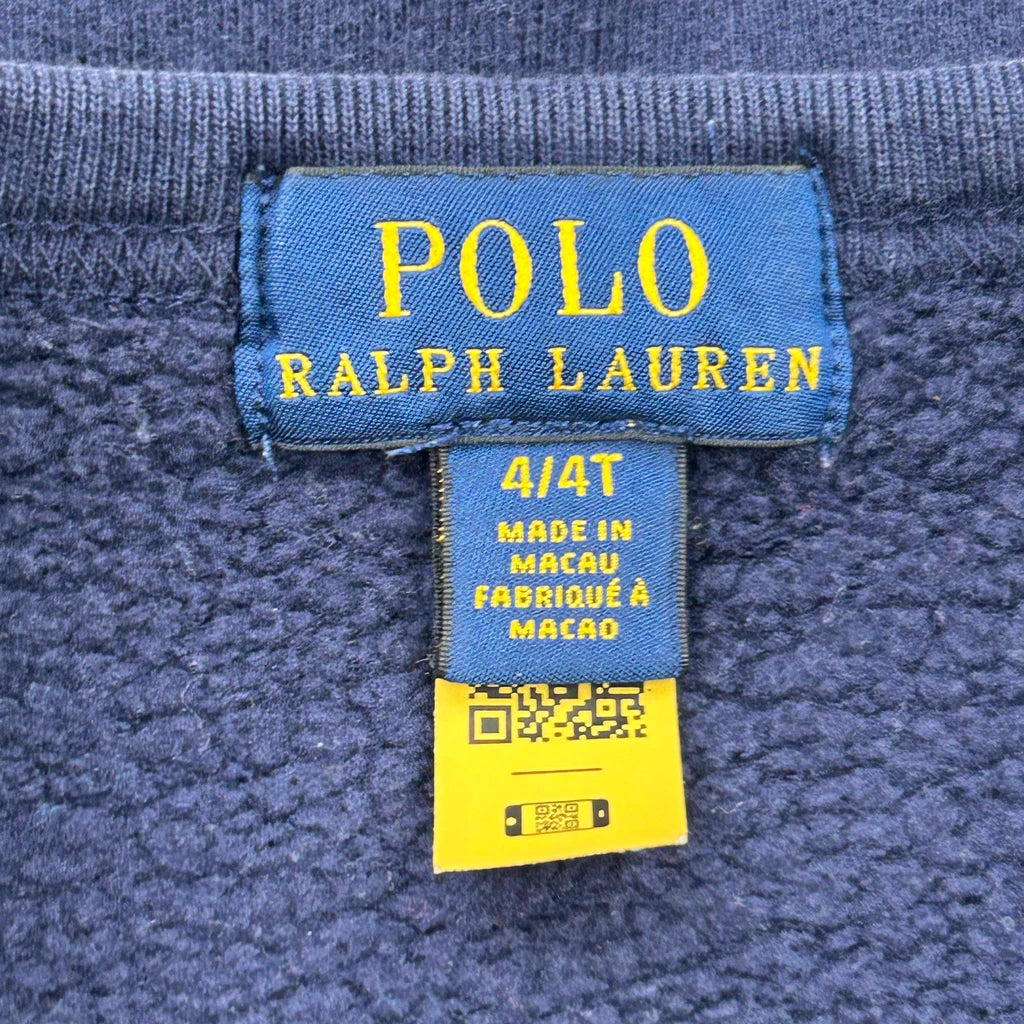 POLO
RALPH LAUREN
4/4T
MADE IN
MACAU
FABRIQUÉ À
MACAO